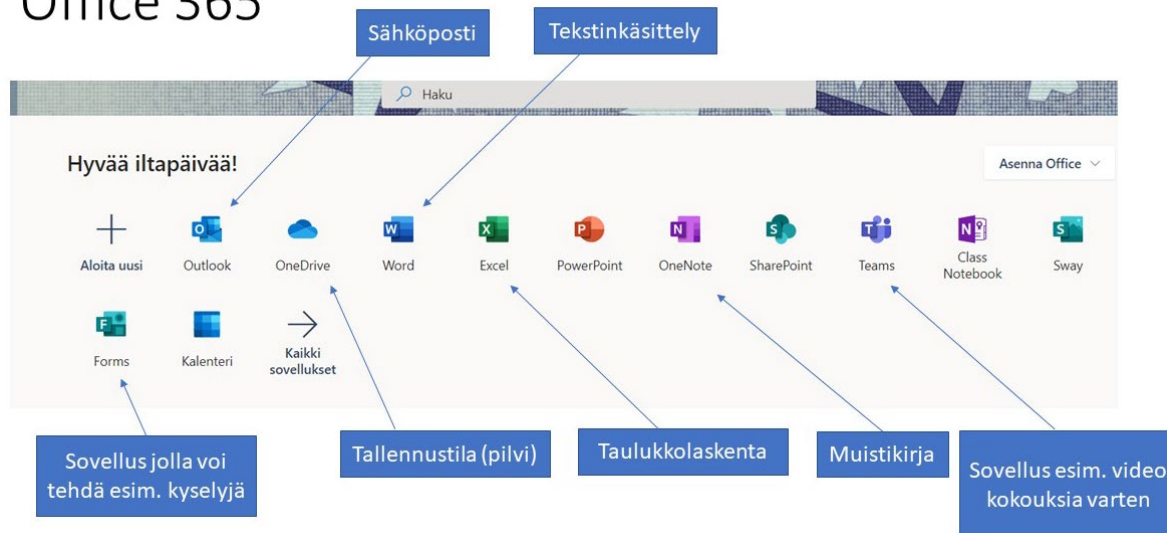 Office 365
Sähköposti
Tekstinkäsittely
Haku
Hyvää iltapäivää!
Asenna Office
Aloita uusi
Outlook
OneDrive
Word
Excel
PowerPoint
OneNote
SharePoint
Teams
Class
Notebook
Sway
Forms
Kalenteri
Kaikki
sovellukset
Sovellus jolla voi
tehdä esim. kyselyjä
Tallennustila (pilvi)
Taulukkolaskenta
Muistikirja
Sovellus esim. video
kokouksia varten